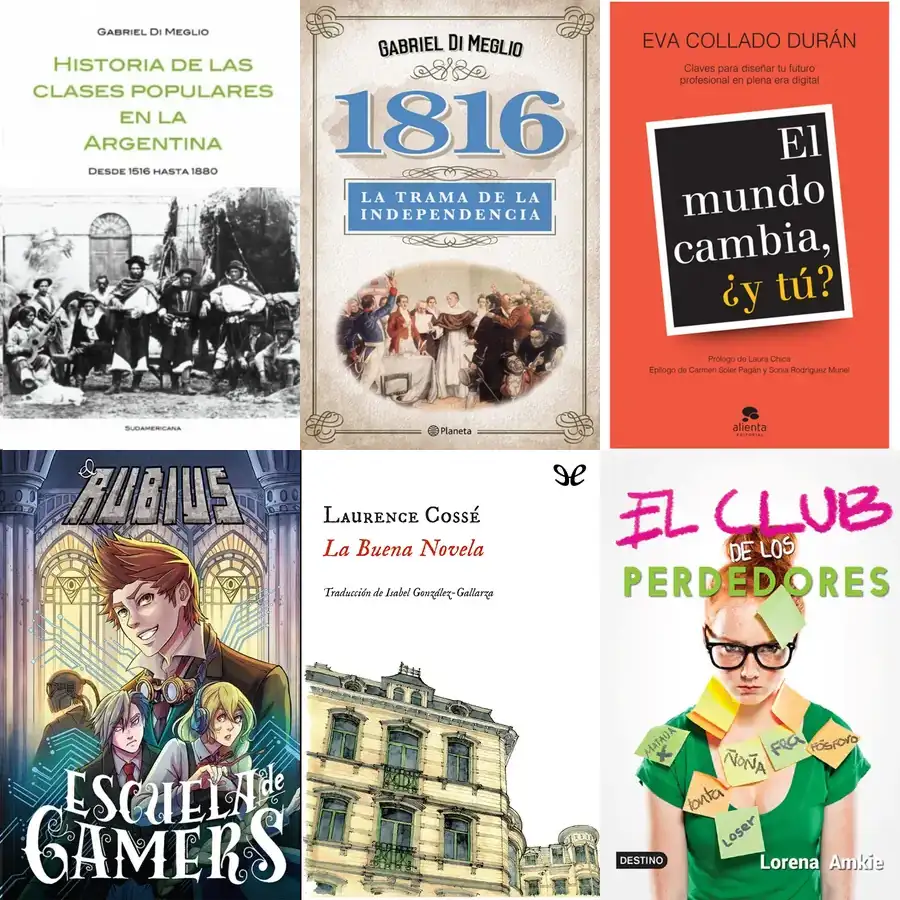 GABRIEL DI MEGLIO
HISTORIA DE LAS
CLASES POPULARES
EN LA
ARGENTINA
DESDE 1516 HASTA 1880
SUDAMERICANA
GABRIEL DI MEGLIO
1816
LA TRAMA DE LA
INDEPENDENCIA
Planeta
EVA COLLADO DURÁN
Claves para diseñar tu futuro
profesional en plena era digital
El
mundo
cambia,
¿y tú?
Prólogo de Laura Chica
Epílogo de Carmen Soler Pagán y Sonia Rodríguez Muriel
alienta
EDITORIAL
el
RUBIUS
ESCUELA de
GAMERS
LAURENCE COSSÉ
La Buena Novela
Traducción de Isabel González-Gallarza
EL CLUB
DE LOS
PERDEDORES
ÑOÑA
FEA
FÓSFORO
tonta
Loser
DESTINO
Lorena Amkie